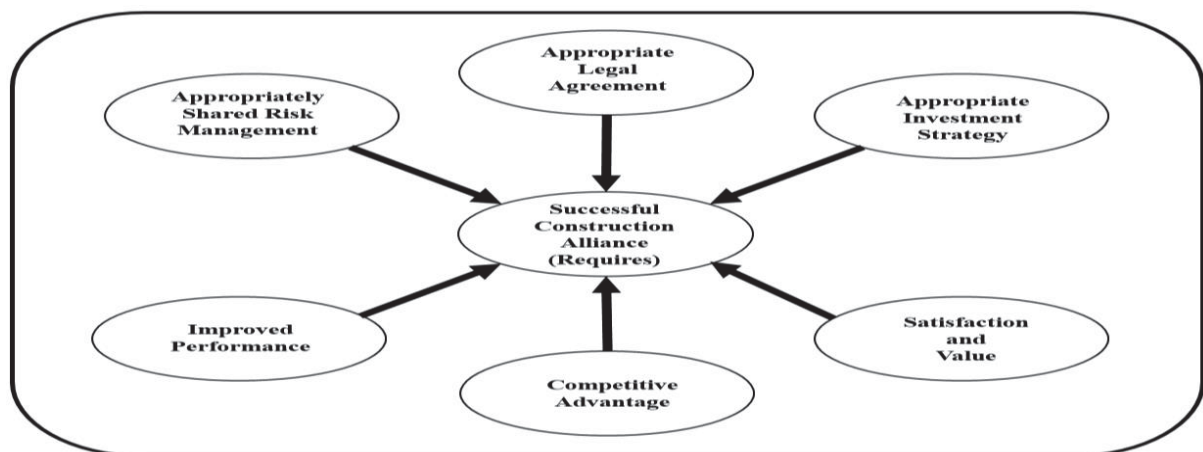 Appropriate
Legal
Agreement
Appropriately
Shared Risk
Management
Appropriate
Investment
Strategy
Successful
Construction
Alliance
(Requires)
Improved
Performance
Satisfaction
and
Value
Competitive
Advantage